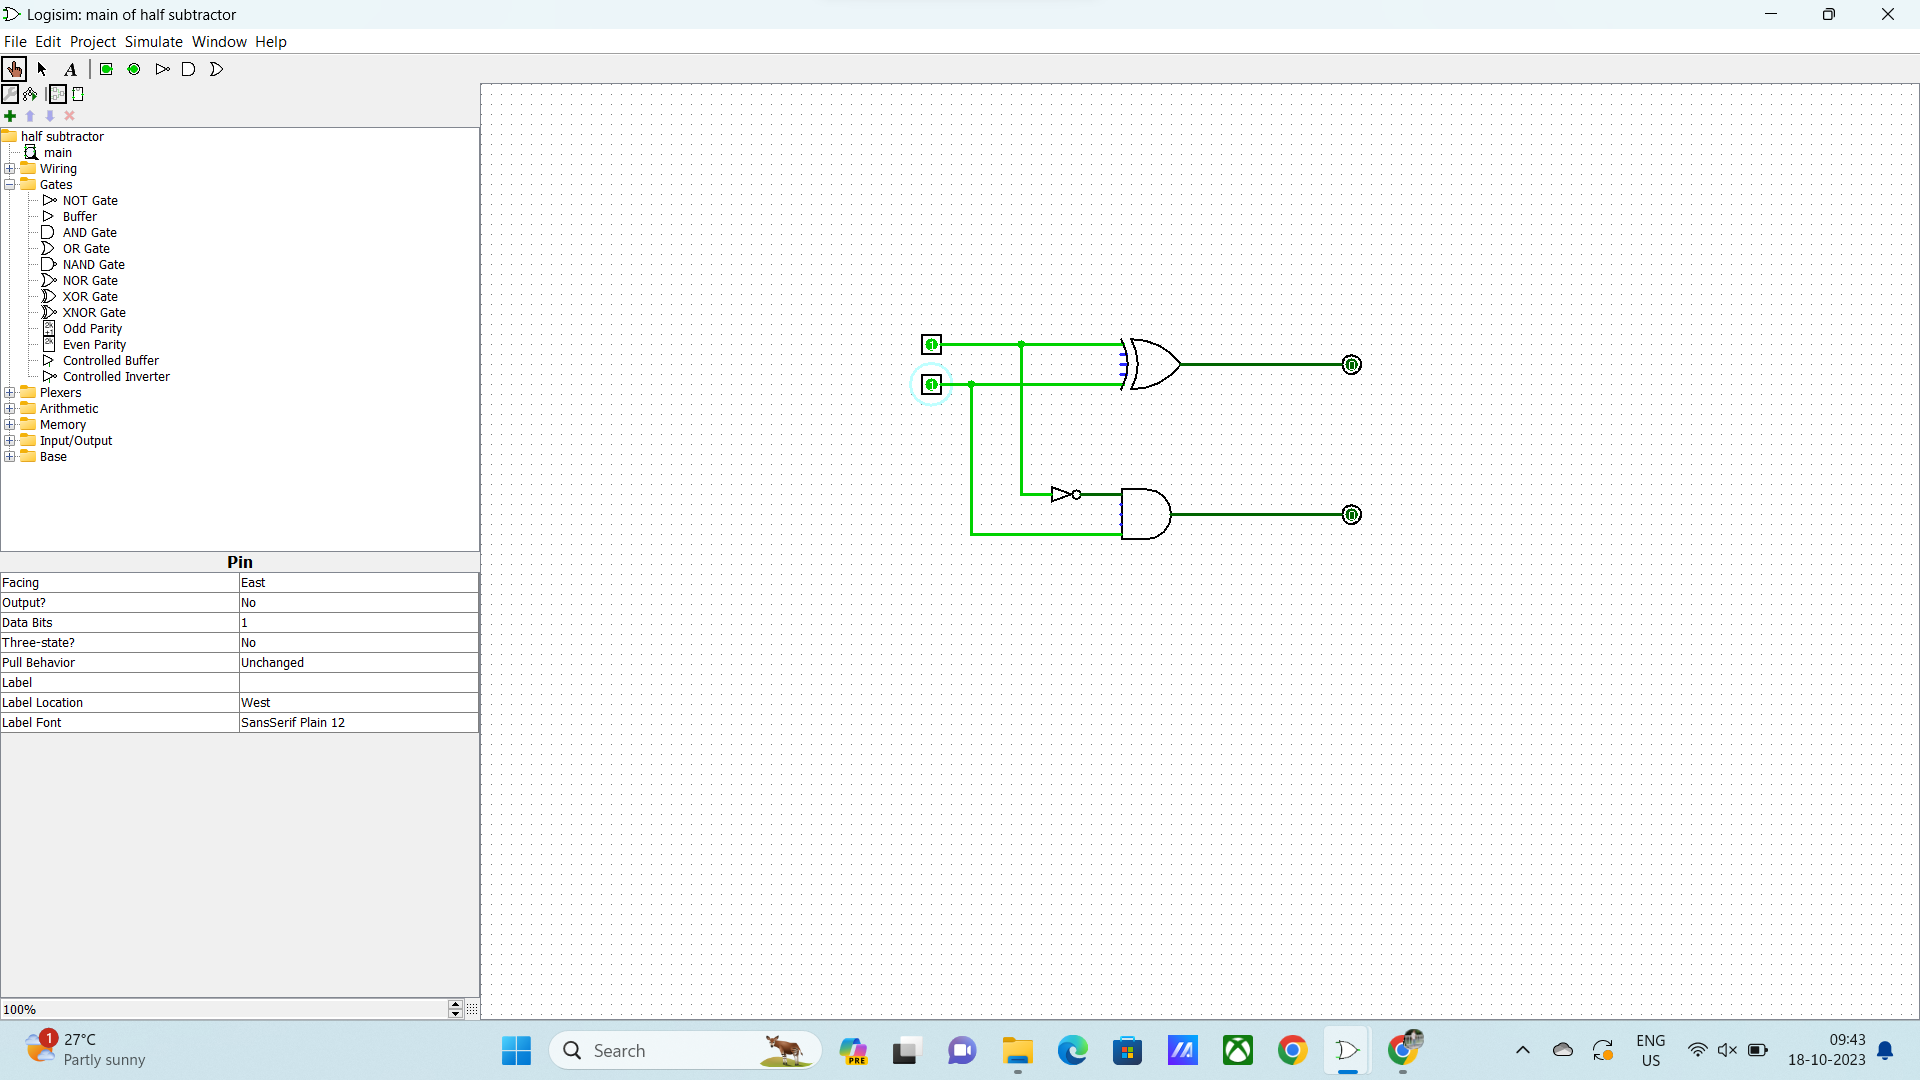 Logisim: main of half subtractor
File Edit Project Simulate Window Help
A
half subtractor
main
Wiring
Gates
NOT Gate
Buffer
AND Gate
OR Gate
NAND Gate
NOR Gate
XOR Gate
XNOR Gate
Odd Parity
Even Parity
Controlled Buffer
Controlled Inverter
Plexers
Arithmetic
Memory
Input/Output
Base
1
1
0
0
Pin
Facing East
Output? No
Data Bits 1
Three-state? No
Pull Behavior Unchanged
Label
Label Location West
Label Font SansSerif Plain 12
100%
1
27°C
Partly sunny
Search
PRE
ENG
US
09:43
18-10-2023